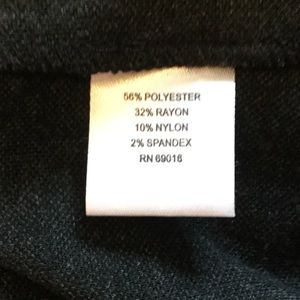 56% POLYESTER
32% RAYON
10% NYLON
2% SPANDEX
RN 69016